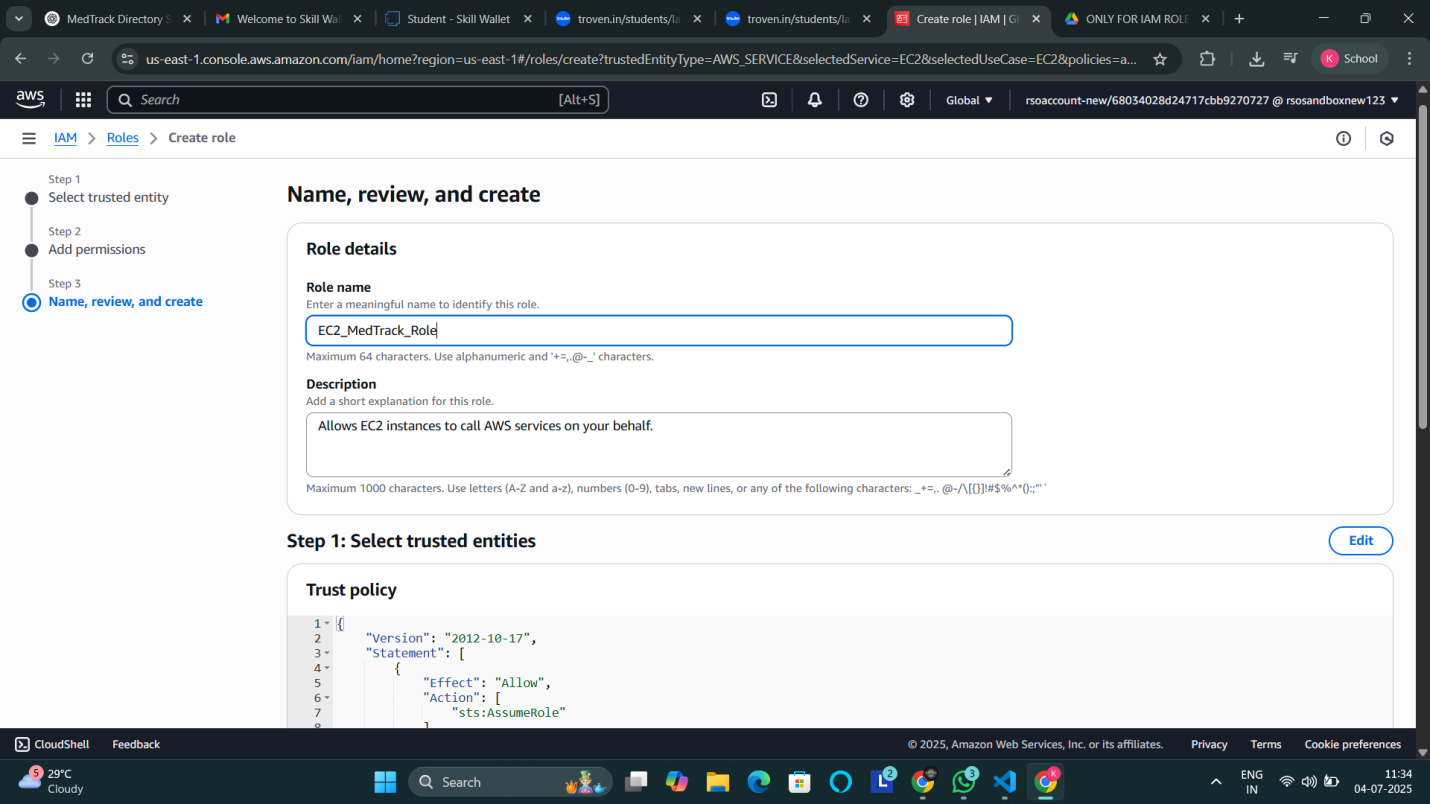 MedTrack Directory S
Welcome to Skill Wal
Student - Skill Wallet
troven.in/students/la
troven.in/students/la
Create role | IAM | Gl
ONLY FOR IAM ROLE
us-east-1.console.aws.amazon.com/iam/home?region=us-east-1#/roles/create?trustedEntityType=AWS_SERVICE&selectedService=EC2&selectedUseCase=EC2&policies=a...
K School
aws
Search [Alt+S]
Global
rsoaccount-new/68034028d24717cbb9270727 @ rsosandboxnew123
IAM > Roles > Create role
Step 1
Select trusted entity
Step 2
Add permissions
Step 3
Name, review, and create
Name, review, and create
Role details
Role name
Enter a meaningful name to identify this role.
EC2_MedTrack_Role
Maximum 64 characters. Use alphanumeric and '+=,.@-_' characters.
Description
Add a short explanation for this role.
Allows EC2 instances to call AWS services on your behalf.
Maximum 1000 characters. Use letters (A-Z and a-z), numbers (0-9), tabs, new lines, or any of the following characters: _+=,. @-/\[{}]!#$%^*():;"'`
Step 1: Select trusted entities
Edit
Trust policy
1 {
2 "Version": "2012-10-17",
3 "Statement": [
4 {
5 "Effect": "Allow",
6 "Action": [
7 "sts:AssumeRole"
8 ]
CloudShell
Feedback
© 2025, Amazon Web Services, Inc. or its affiliates.
Privacy
Terms
Cookie preferences
5
29°C
Cloudy
Search
L 2
3
K
ENG
IN
11:34
04-07-2025